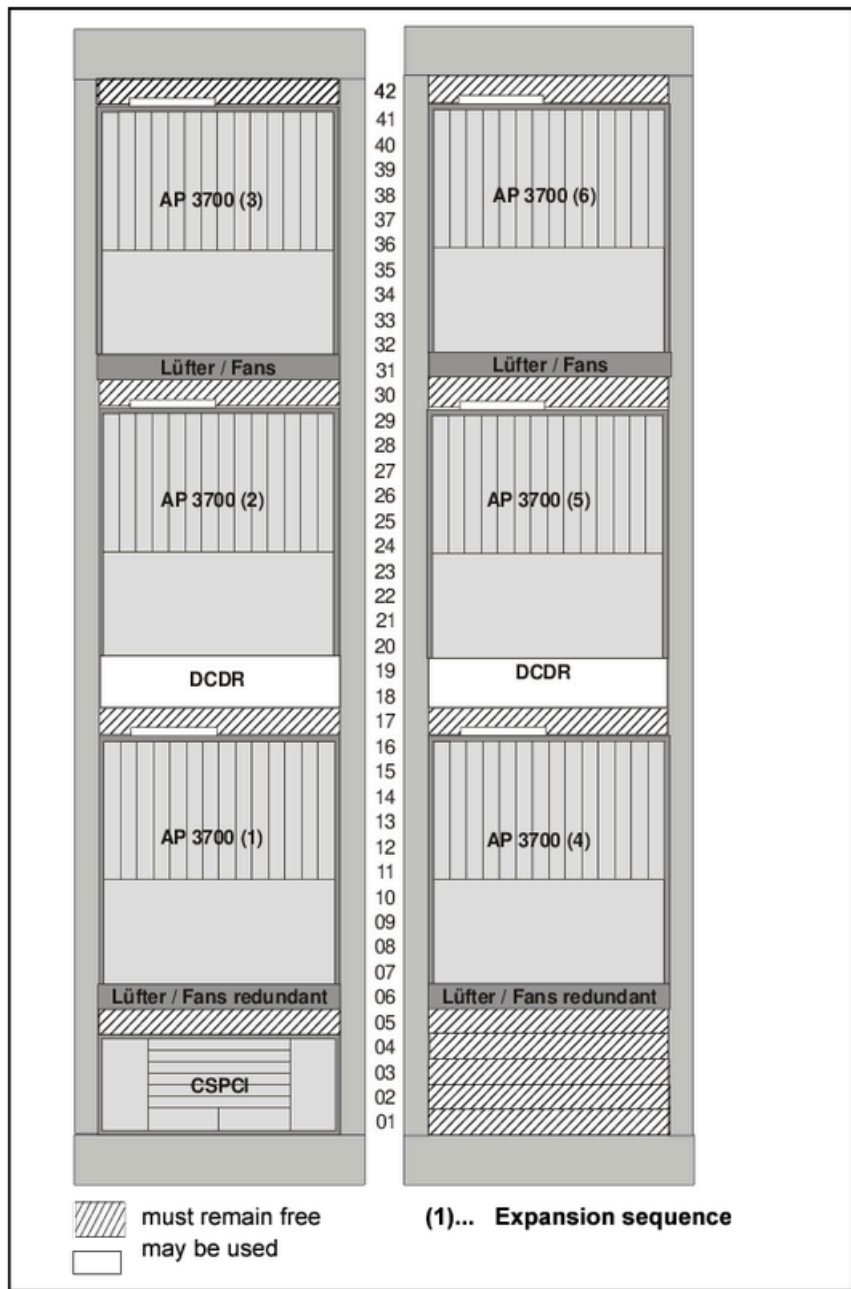 42
41
40
39
AP 3700 (3)
38
AP 3700 (6)
37
36
35
34
33
32
Lüfter / Fans
31
Lüfter / Fans
30
29
28
27
AP 3700 (2)
26
AP 3700 (5)
25
24
23
22
21
20
DCDR
19
DCDR
18
17
16
15
14
13
AP 3700 (1)
12
AP 3700 (4)
11
10
09
08
07
Lüfter / Fans redundant
06
Lüfter / Fans redundant
05
04
03
CSPCI
02
01
must remain free
(1)... Expansion sequence
may be used